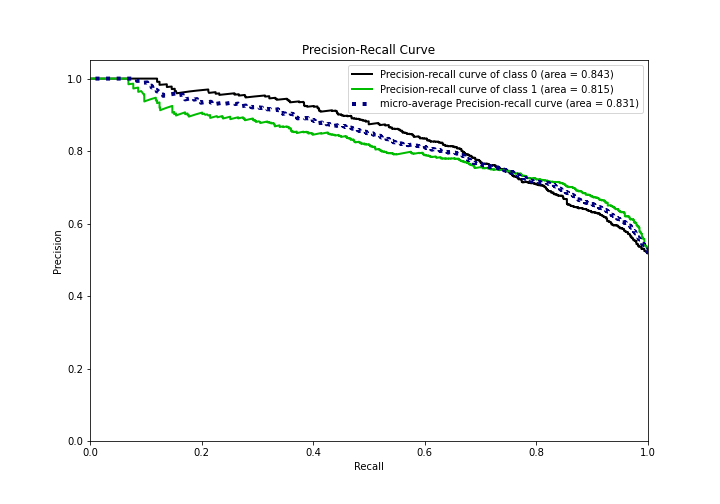 Precision-Recall Curve
Precision-recall curve of class 0 (area = 0.843)
Precision-recall curve of class 1 (area = 0.815)
micro-average Precision-recall curve (area = 0.831)
1.0
0.8
0.6
0.4
0.2
0.0
Precision
0.0 0.2 0.4 0.6 0.8 1.0
Recall